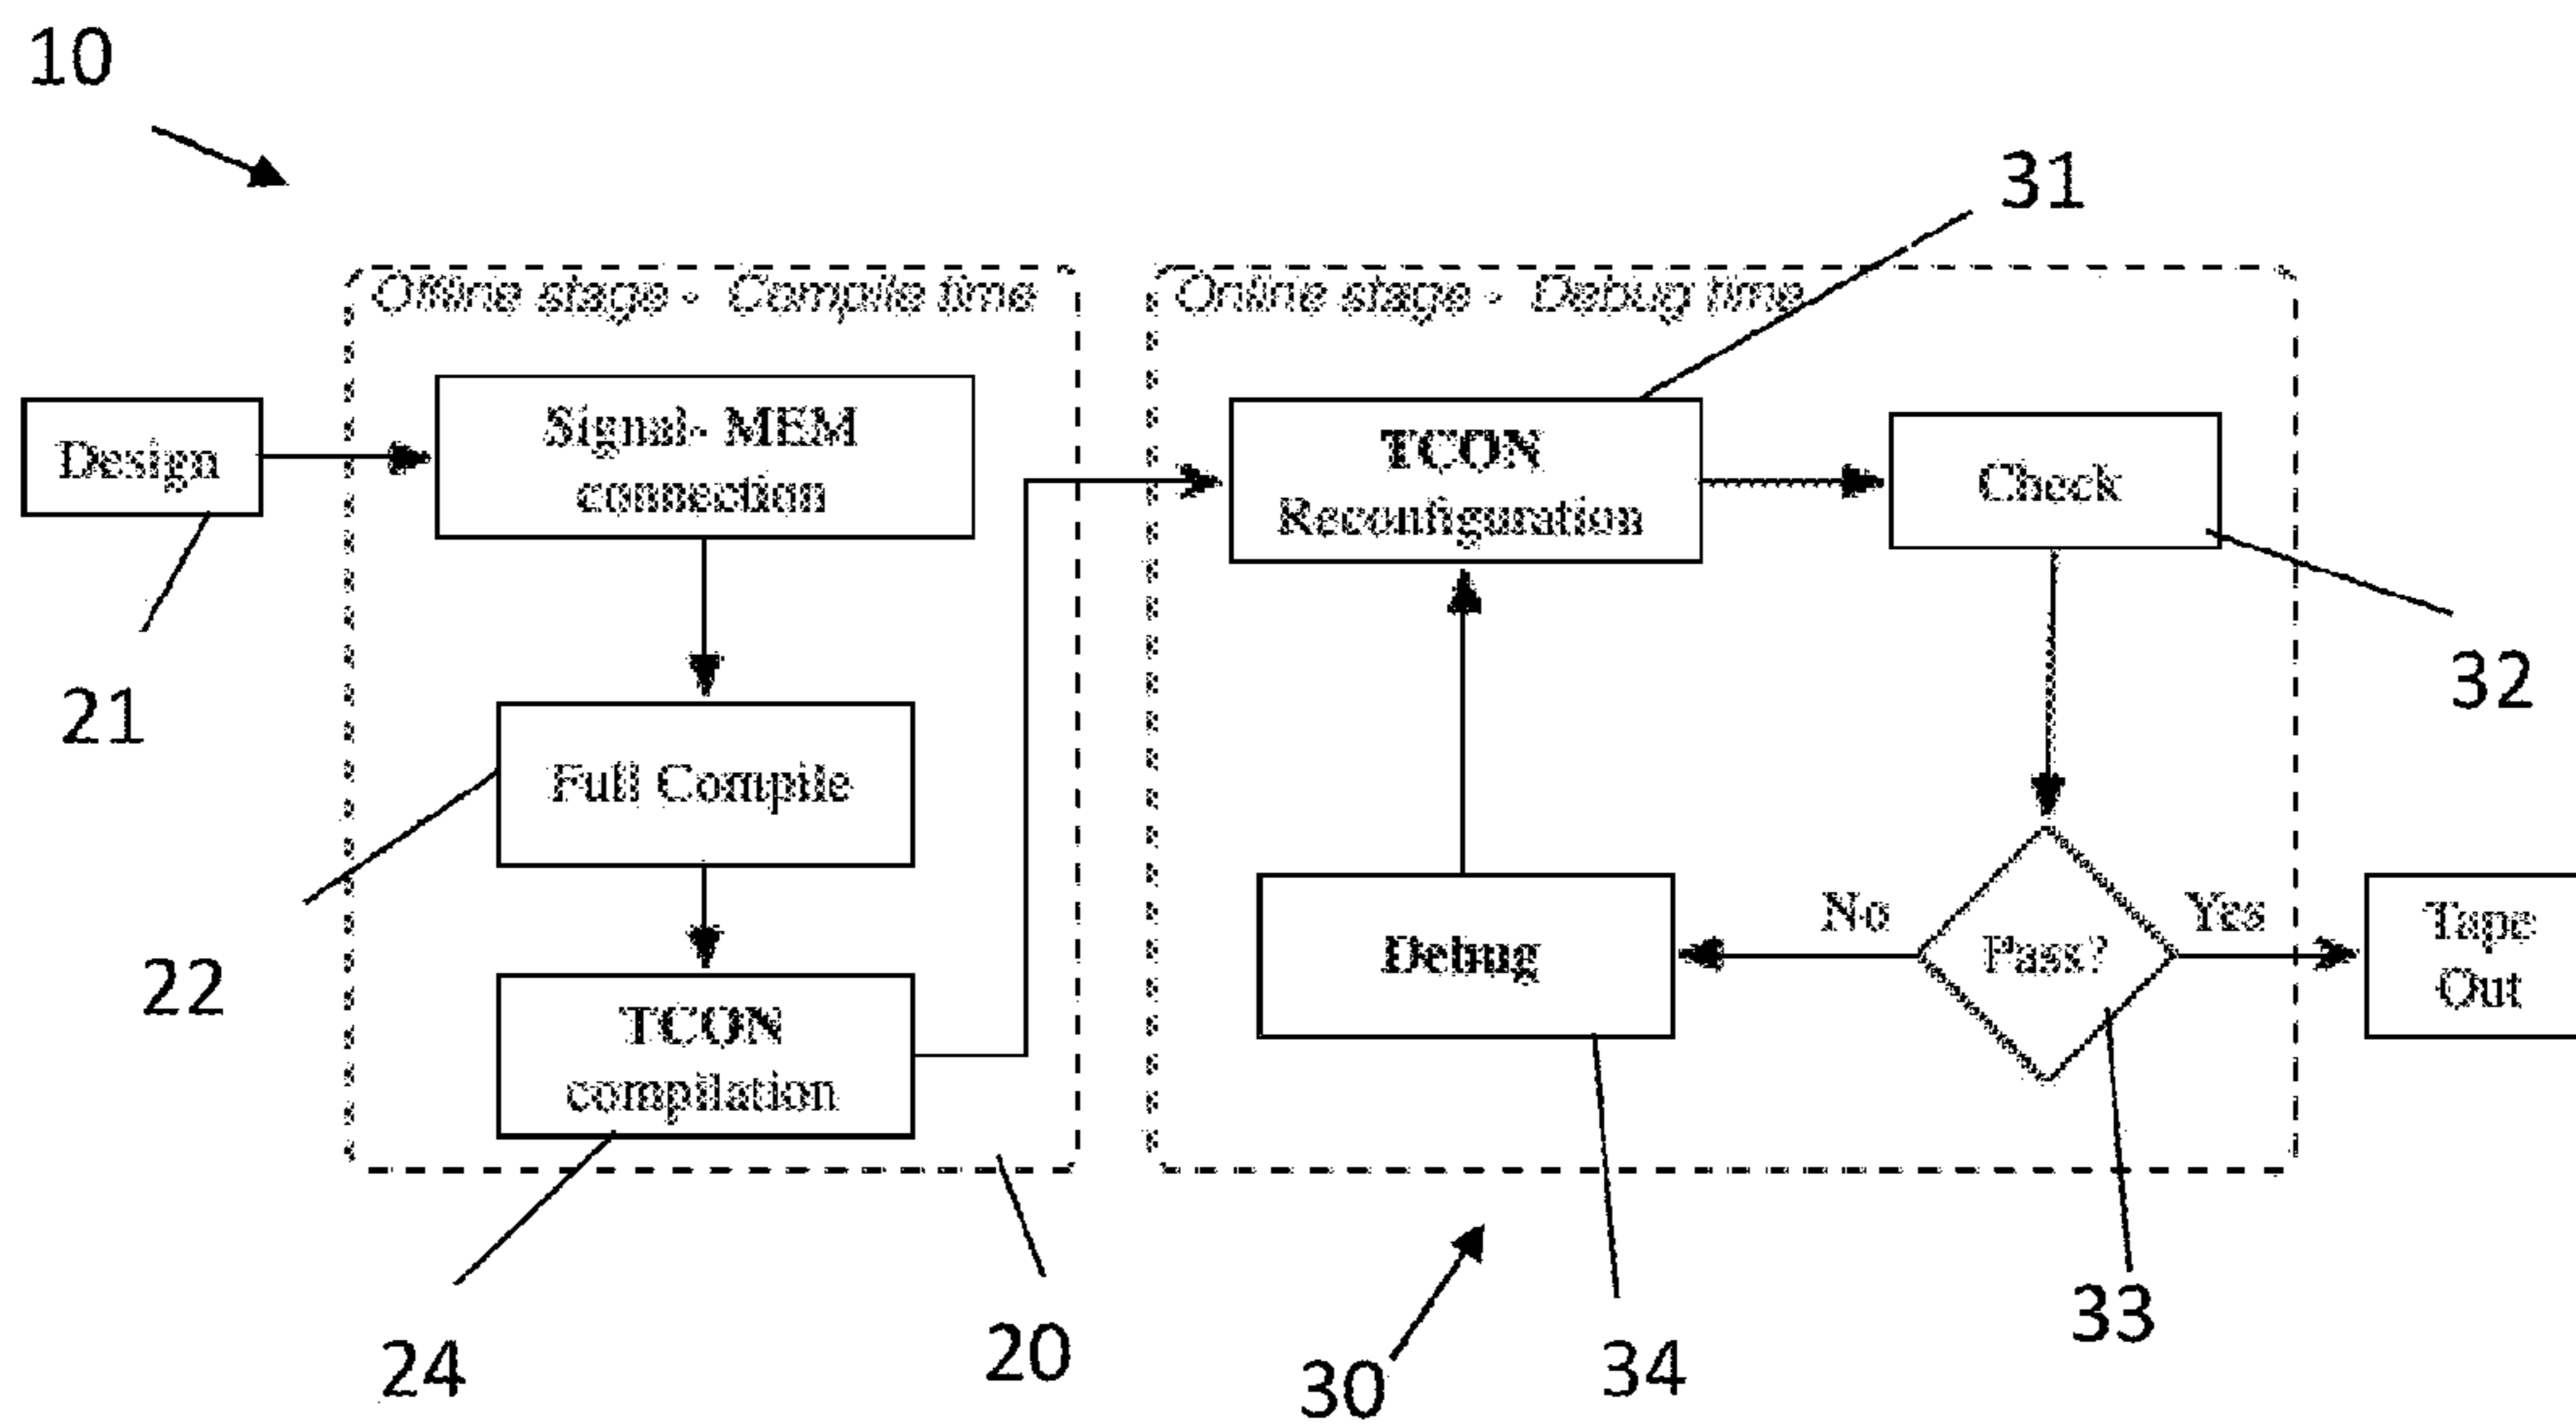 10
31
Offline stage - Compile time
Online stage - Debug time
Signal- MEM
connection
Design
TCON
Reconfiguration
Check
21
32
Full Compile
22
No
Yes
Pass?
Debug
Tape
Out
TCON
compilation
24
20
30
34
33